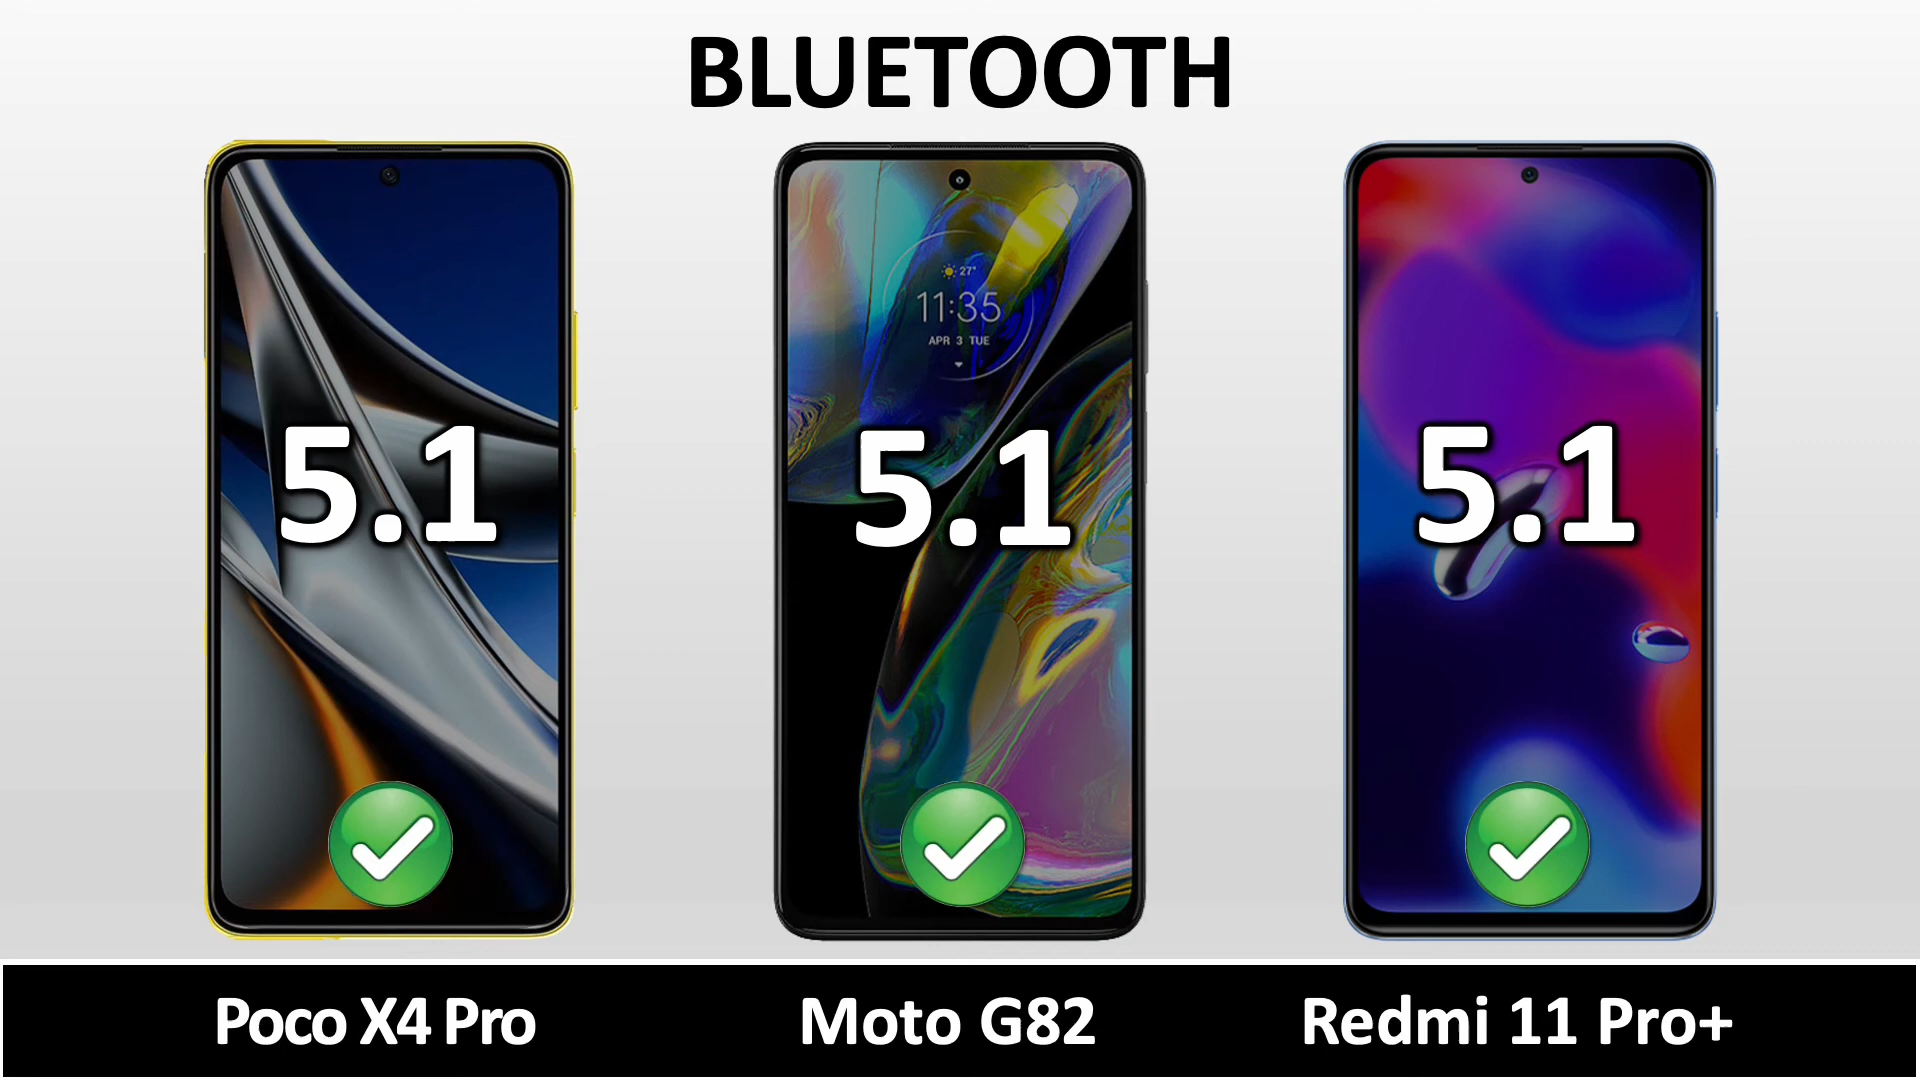 BLUETOOTH
27°
11:35
APR 3 TUE
5.1
5.1
5.1
Poco X4 Pro
Moto G82
Redmi 11 Pro+